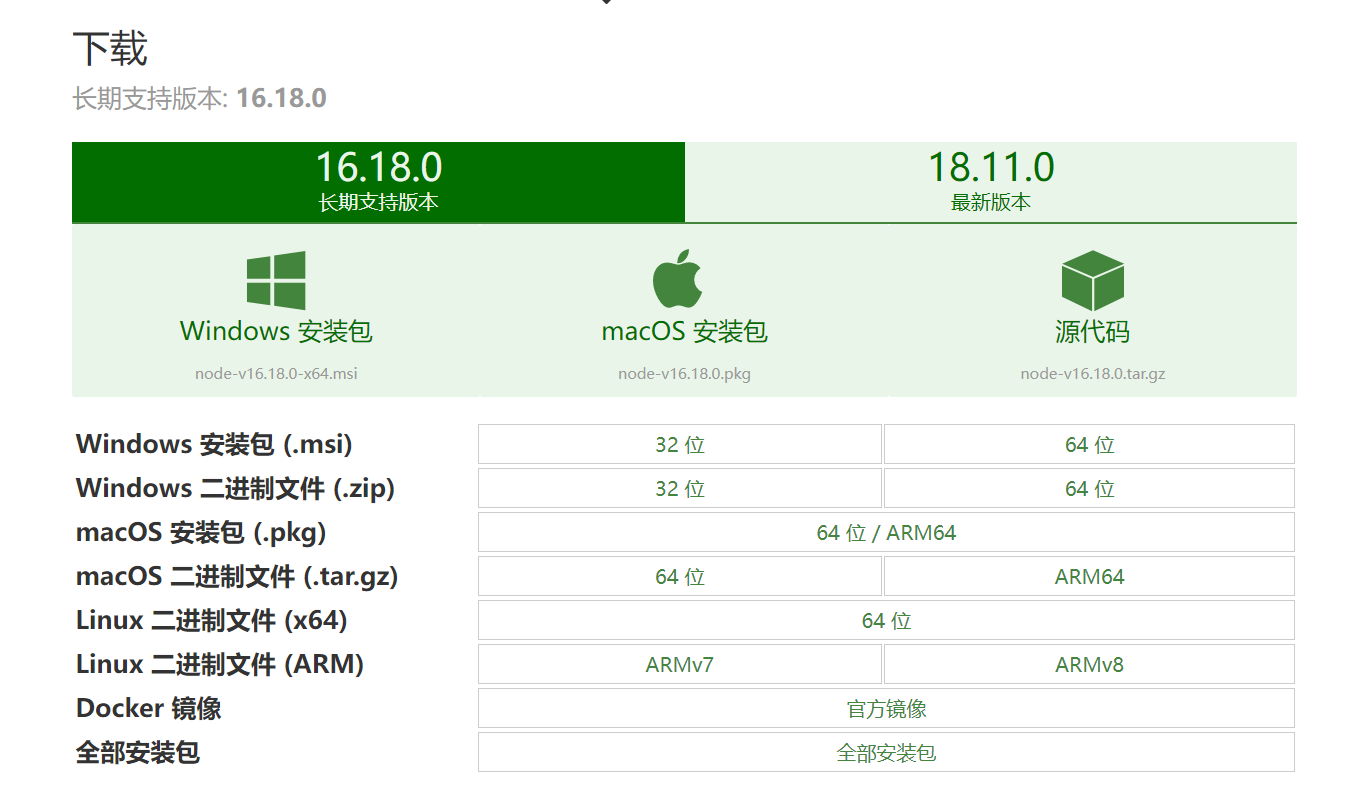 下载
长期支持版本: 16.18.0
16.18.0
长期支持版本
18.11.0
最新版本
Windows 安装包
node-v16.18.0-x64.msi
macOS 安装包
node-v16.18.0.pkg
源代码
node-v16.18.0.tar.gz
Windows 安装包 (.msi) 32 位 64 位
Windows 二进制文件 (.zip) 32 位 64 位
macOS 安装包 (.pkg) 64 位 / ARM64
macOS 二进制文件 (.tar.gz) 64 位 ARM64
Linux 二进制文件 (x64) 64 位
Linux 二进制文件 (ARM) ARMv7 ARMv8
Docker 镜像 官方镜像
全部安装包 全部安装包